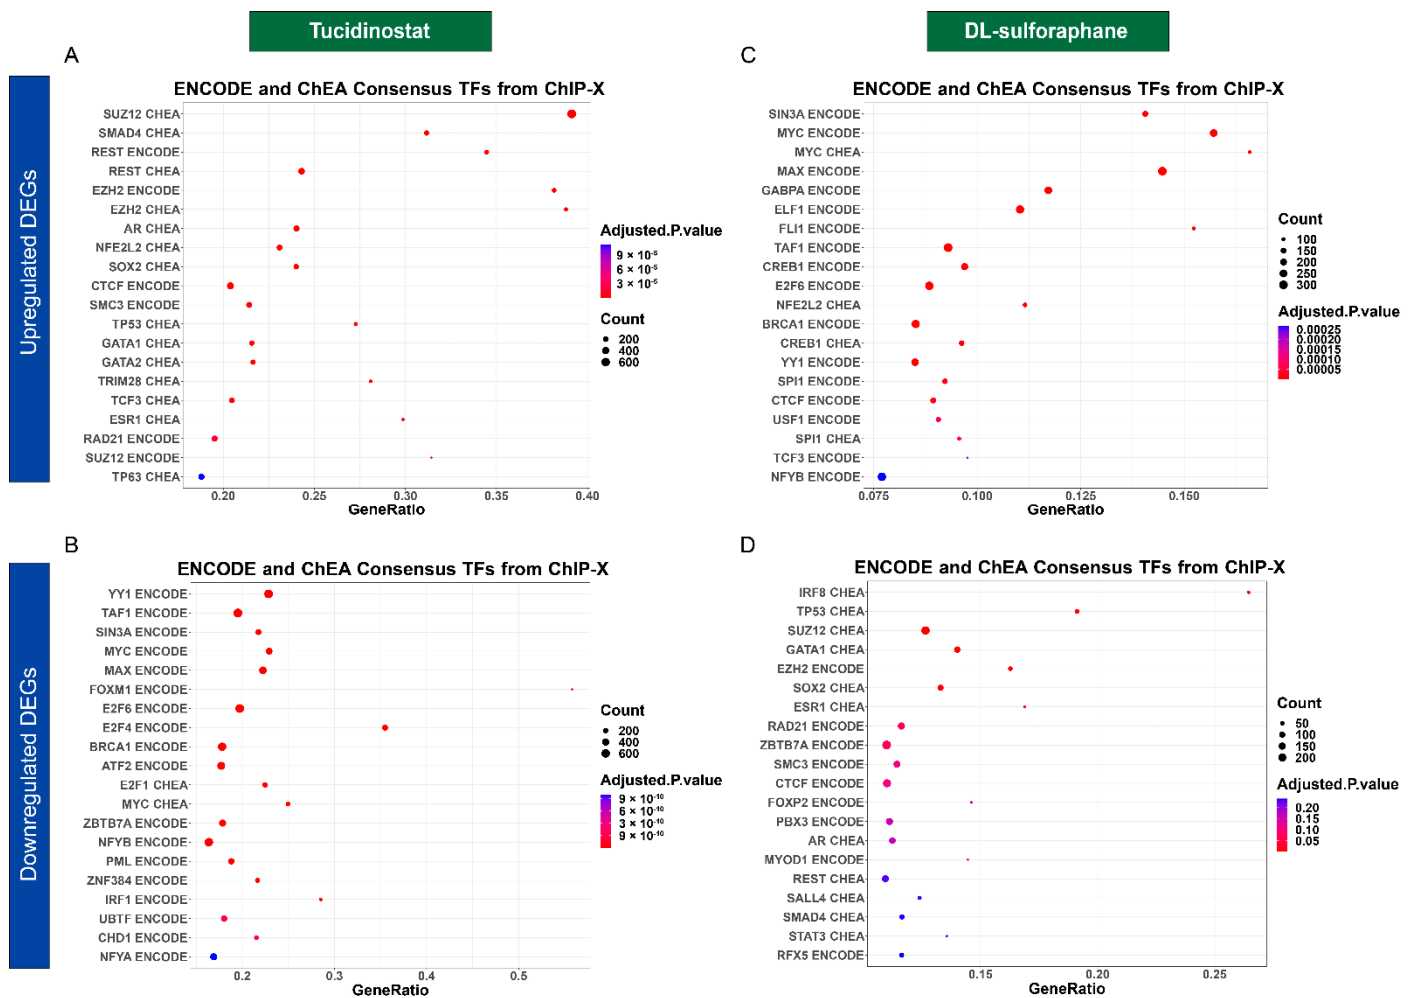 Tucidinostat
DL-sulforaphane
Upregulated DEGs
Downregulated DEGs
A
ENCODE and ChEA Consensus TFs from ChIP-X
SUZ12 CHEA
SMAD4 CHEA
REST ENCODE
REST CHEA
EZH2 ENCODE
EZH2 CHEA
AR CHEA
NFE2L2 CHEA
SOX2 CHEA
CTCF ENCODE
SMC3 ENCODE
TP53 CHEA
GATA1 CHEA
GATA2 CHEA
TRIM28 CHEA
TCF3 CHEA
ESR1 CHEA
RAD21 ENCODE
SUZ12 ENCODE
TP63 CHEA
0.20 0.25 0.30 0.35 0.40
GeneRatio
Adjusted.P.value
9 × 10⁻⁵
6 × 10⁻⁵
3 × 10⁻⁵
Count
200
400
600
C
ENCODE and ChEA Consensus TFs from ChIP-X
SIN3A ENCODE
MYC ENCODE
MYC CHEA
MAX ENCODE
GABPA ENCODE
ELF1 ENCODE
FLI1 ENCODE
TAF1 ENCODE
CREB1 ENCODE
E2F6 ENCODE
NFE2L2 CHEA
BRCA1 ENCODE
CREB1 CHEA
YY1 ENCODE
SPI1 ENCODE
CTCF ENCODE
USF1 ENCODE
SPI1 CHEA
TCF3 ENCODE
NFYB ENCODE
0.075 0.100 0.125 0.150
GeneRatio
Count
100
150
200
250
300
Adjusted.P.value
0.00025
0.00020
0.00015
0.00010
0.00005
B
ENCODE and ChEA Consensus TFs from ChIP-X
YY1 ENCODE
TAF1 ENCODE
SIN3A ENCODE
MYC ENCODE
MAX ENCODE
FOXM1 ENCODE
E2F6 ENCODE
E2F4 ENCODE
BRCA1 ENCODE
ATF2 ENCODE
E2F1 CHEA
MYC CHEA
ZBTB7A ENCODE
NFYB ENCODE
PML ENCODE
ZNF384 ENCODE
IRF1 ENCODE
UBTF ENCODE
CHD1 ENCODE
NFYA ENCODE
0.2 0.3 0.4 0.5
GeneRatio
Count
200
400
600
Adjusted.P.value
9 × 10⁻¹⁰
6 × 10⁻¹⁰
3 × 10⁻¹⁰
9 × 10⁻¹⁰
D
ENCODE and ChEA Consensus TFs from ChIP-X
IRF8 CHEA
TP53 CHEA
SUZ12 CHEA
GATA1 CHEA
EZH2 ENCODE
SOX2 CHEA
ESR1 CHEA
RAD21 ENCODE
ZBTB7A ENCODE
SMC3 ENCODE
CTCF ENCODE
FOXP2 ENCODE
PBX3 ENCODE
AR CHEA
MYOD1 ENCODE
REST CHEA
SALL4 CHEA
SMAD4 CHEA
STAT3 CHEA
RFX5 ENCODE
0.15 0.20 0.25
GeneRatio
Count
50
100
150
200
Adjusted.P.value
0.20
0.15
0.10
0.05